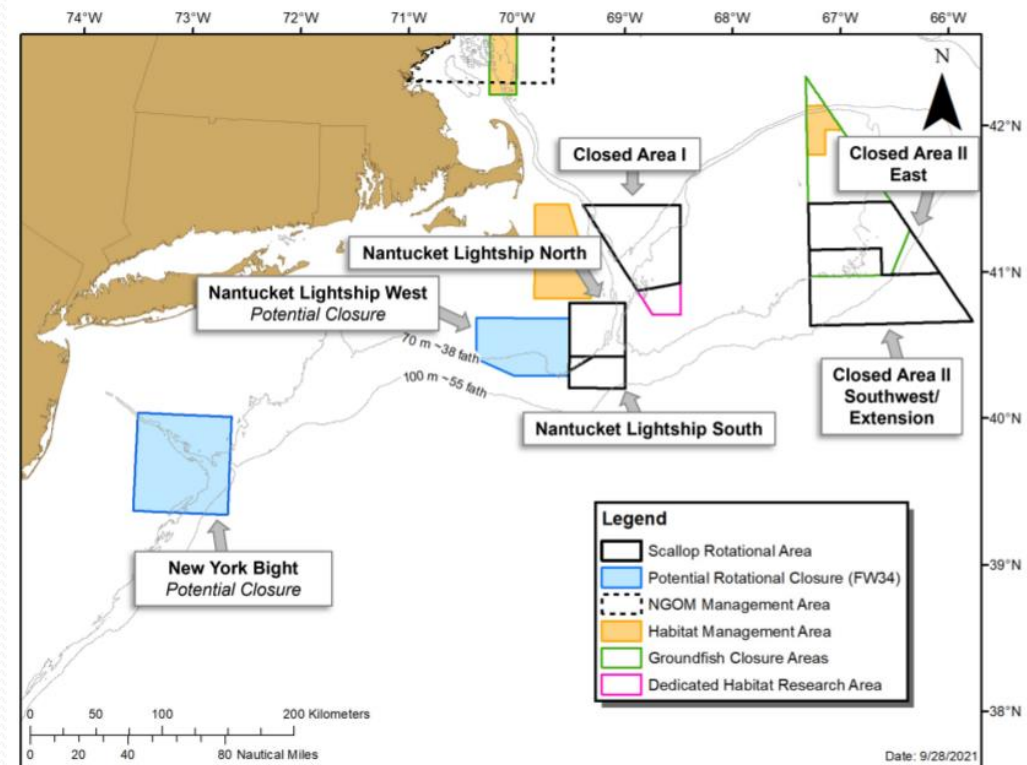 74°W 73°W 72°W 71°W 70°W 69°W 68°W 67°W 66°W
N
42°N
Closed Area I
Closed Area II
East
Nantucket Lightship North
41°N
Nantucket Lightship West
Potential Closure
70 m ~38 fath
100 m ~55 fath
Closed Area II
Southwest/
Extension
40°N
Nantucket Lightship South
New York Bight
Potential Closure
39°N
Legend
Scallop Rotational Area
Potential Rotational Closure (FW34)
NGOM Management Area
Habitat Management Area
Groundfish Closure Areas
Dedicated Habitat Research Area
38°N
0 50 100 200 Kilometers
0 20 40 80 Nautical Miles
Date: 9/28/2021